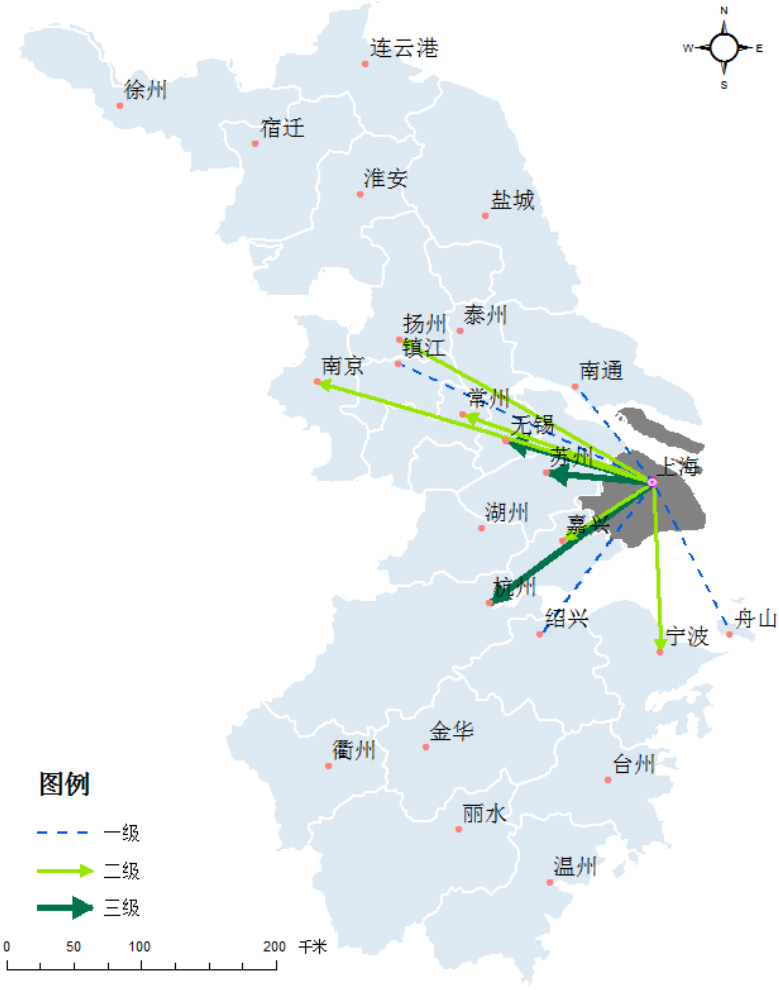 N
W E
S
连云港
徐州
宿迁
淮安
盐城
泰州
扬州
镇江
南京
南通
常州
无锡
苏州
上海
湖州
嘉兴
杭州
绍兴
舟山
宁波
金华
衢州
台州
丽水
温州
图例
一级
二级
三级
0 50 100 200 千米